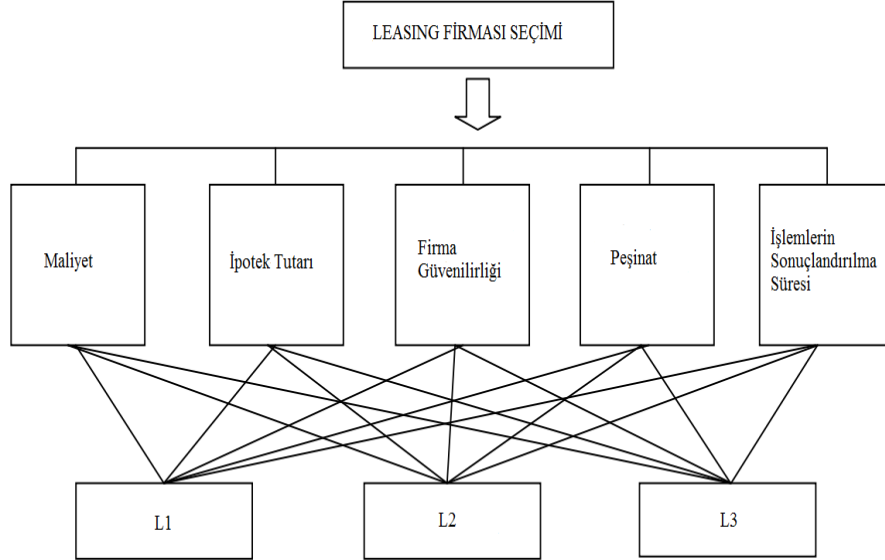 LEASING FİRMASI SEÇİMİ
Maliyet
İpotek Tutarı
Firma
Güvenilirliği
Peşinat
İşlemlerin
Sonuçlandırılma
Süresi
L1
L2
L3